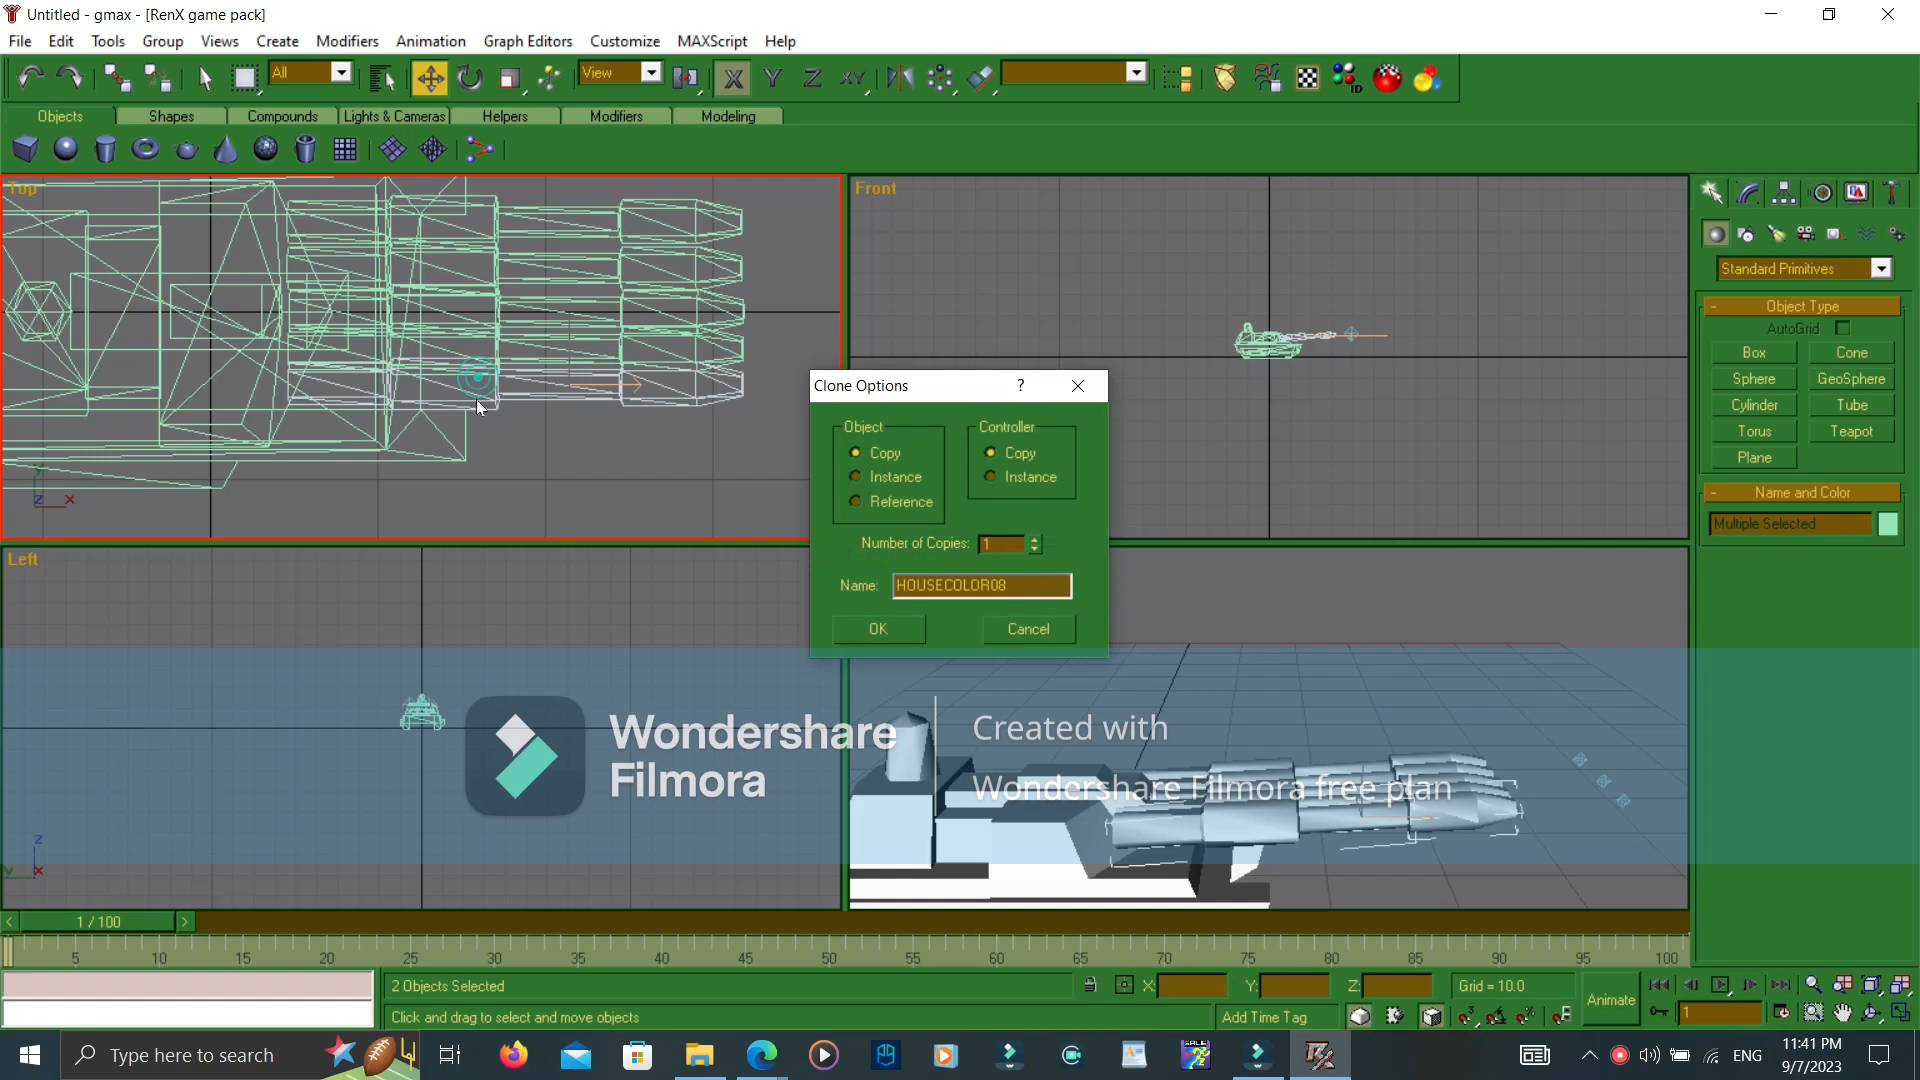 Untitled - gmax - [RenX game pack]
File Edit Tools Group Views Create Modifiers Animation Graph Editors Customize MAXScript Help
All View X Y Z XY ID
Objects Shapes Compounds Lights & Cameras Helpers Modifiers Modeling
Top Front
Standard Primitives
- Object Type
AutoGrid
Box Cone
Sphere GeoSphere
Cylinder Tube
Torus Teapot
Plane
- Name and Color
Multiple Selected
Clone Options ?
Object Controller
Copy Copy
Instance Instance
Reference
Number of Copies: 1
Name: HOUSECOLOR08
OK Cancel
y
z x
Left
Wondershare
Filmora
Created with
Wondershare Filmora free plan
z
y x
< 1 / 100 >
5 10 15 20 25 30 35 40 45 50 55 60 65 70 75 80 85 90 95 100
2 Objects Selected X: Y: Z: Grid = 10.0
Click and drag to select and move objects Add Time Tag Animate 1
Type here to search
ENG
11:41 PM
9/7/2023